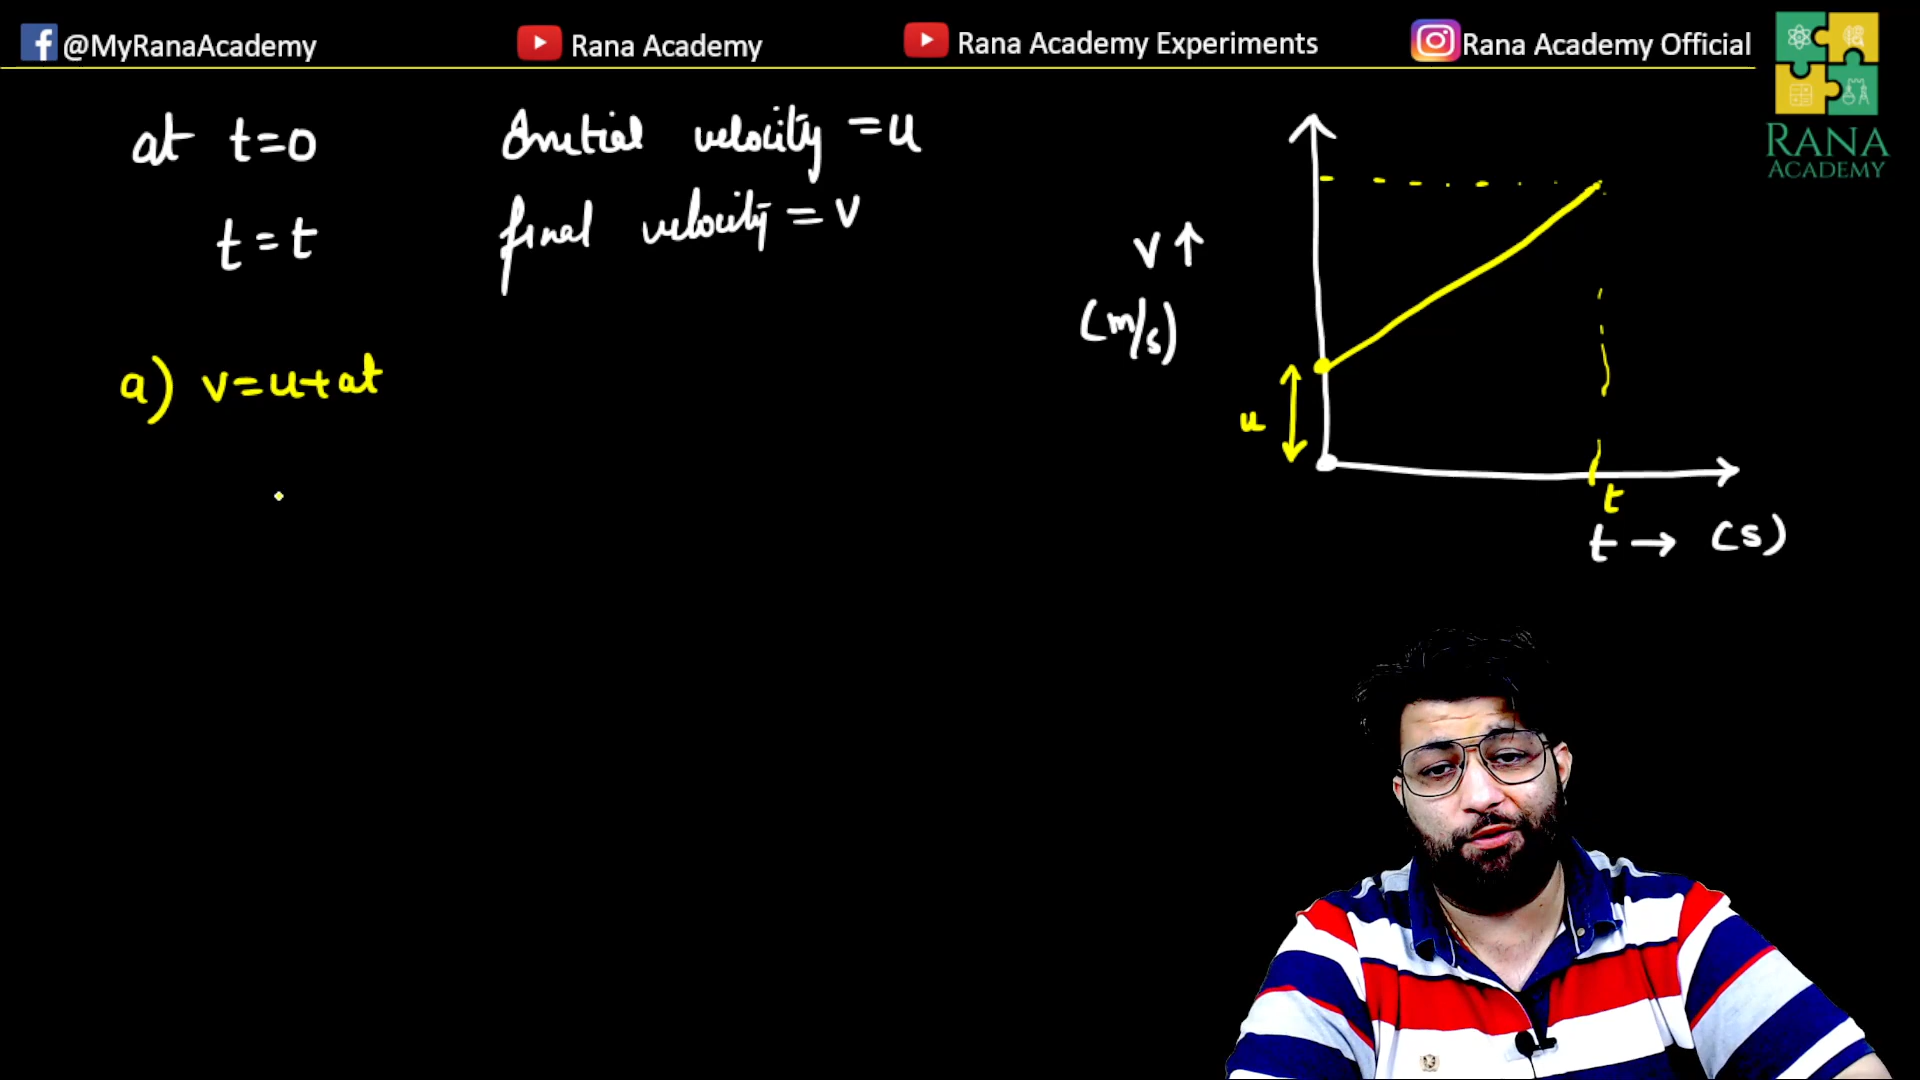 @MyRanaAcademy
Rana Academy
Rana Academy Experiments
Rana Academy Official
RANA
ACADEMY
at t=0 Initial velocity = u
t=t final velocity = v
a) v=u+at
v ↑
(m/s)
u
t
t → (s)